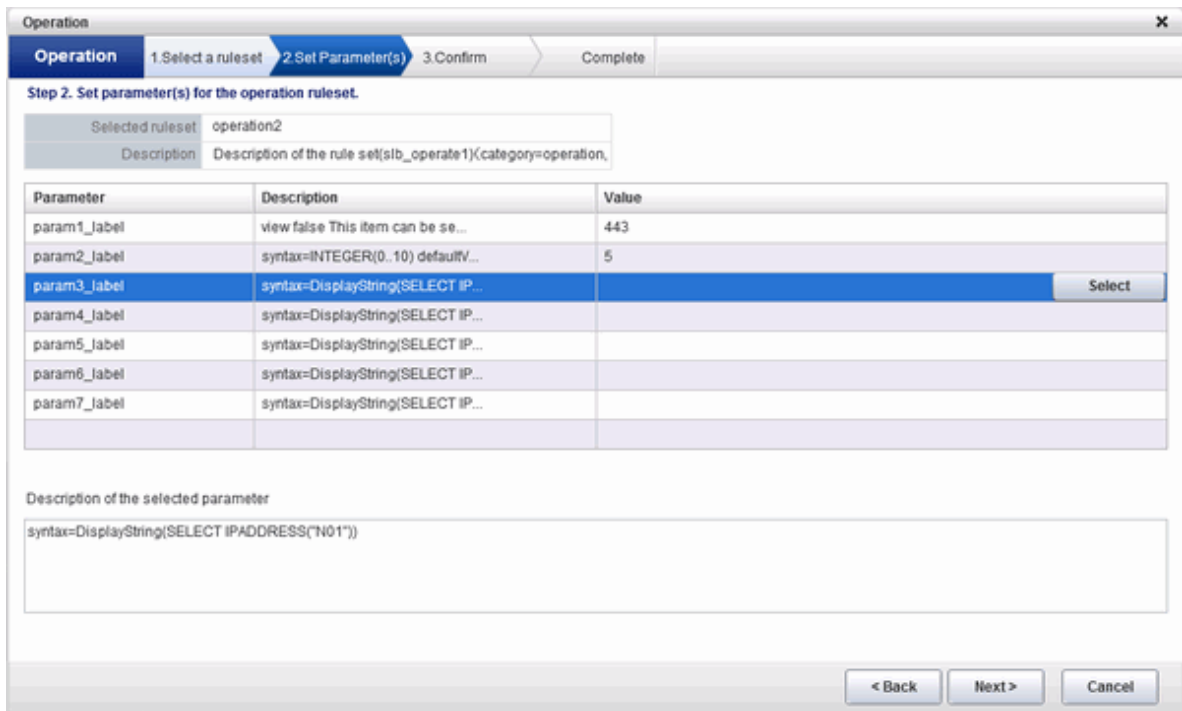 Operation
Operation 1.Select a ruleset 2.Set Parameter(s) 3.Confirm Complete
Step 2. Set parameter(s) for the operation ruleset.
Selected ruleset operation2
Description Description of the rule set(slb_operate1)(category=operation,
Parameter Description Value
param1_label view false This item can be se... 443
param2_label syntax=INTEGER(0..10) defaultV... 5
param3_label syntax=DisplayString(SELECT IP... Select
param4_label syntax=DisplayString(SELECT IP...
param5_label syntax=DisplayString(SELECT IP...
param6_label syntax=DisplayString(SELECT IP...
param7_label syntax=DisplayString(SELECT IP...
Description of the selected parameter
syntax=DisplayString(SELECT IPADDRESS("N01"))
< Back Next > Cancel